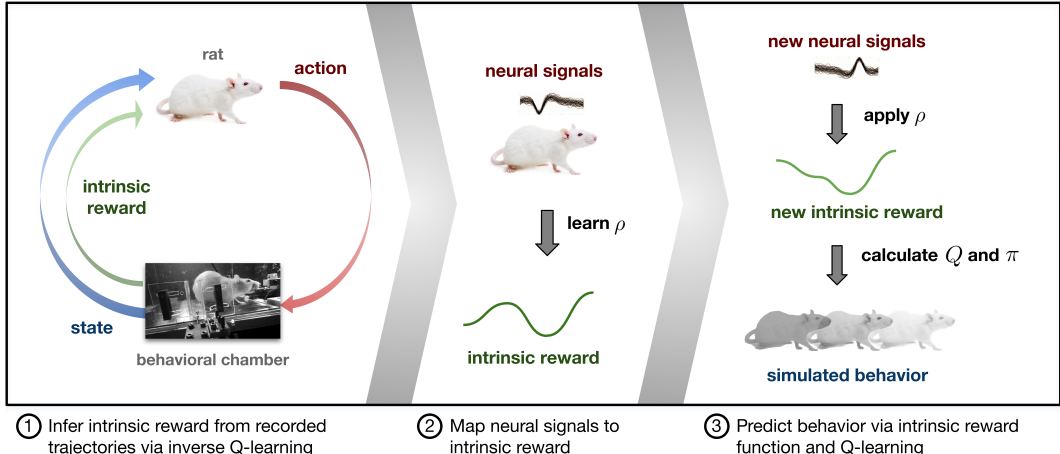 rat
action
intrinsic
reward
state
behavioral chamber
neural signals
learn ρ
intrinsic reward
new neural signals
apply ρ
new intrinsic reward
calculate Q and π
simulated behavior
1 Infer intrinsic reward from recorded
trajectories via inverse Q-learning
2 Map neural signals to
intrinsic reward
3 Predict behavior via intrinsic reward
function and Q-learning